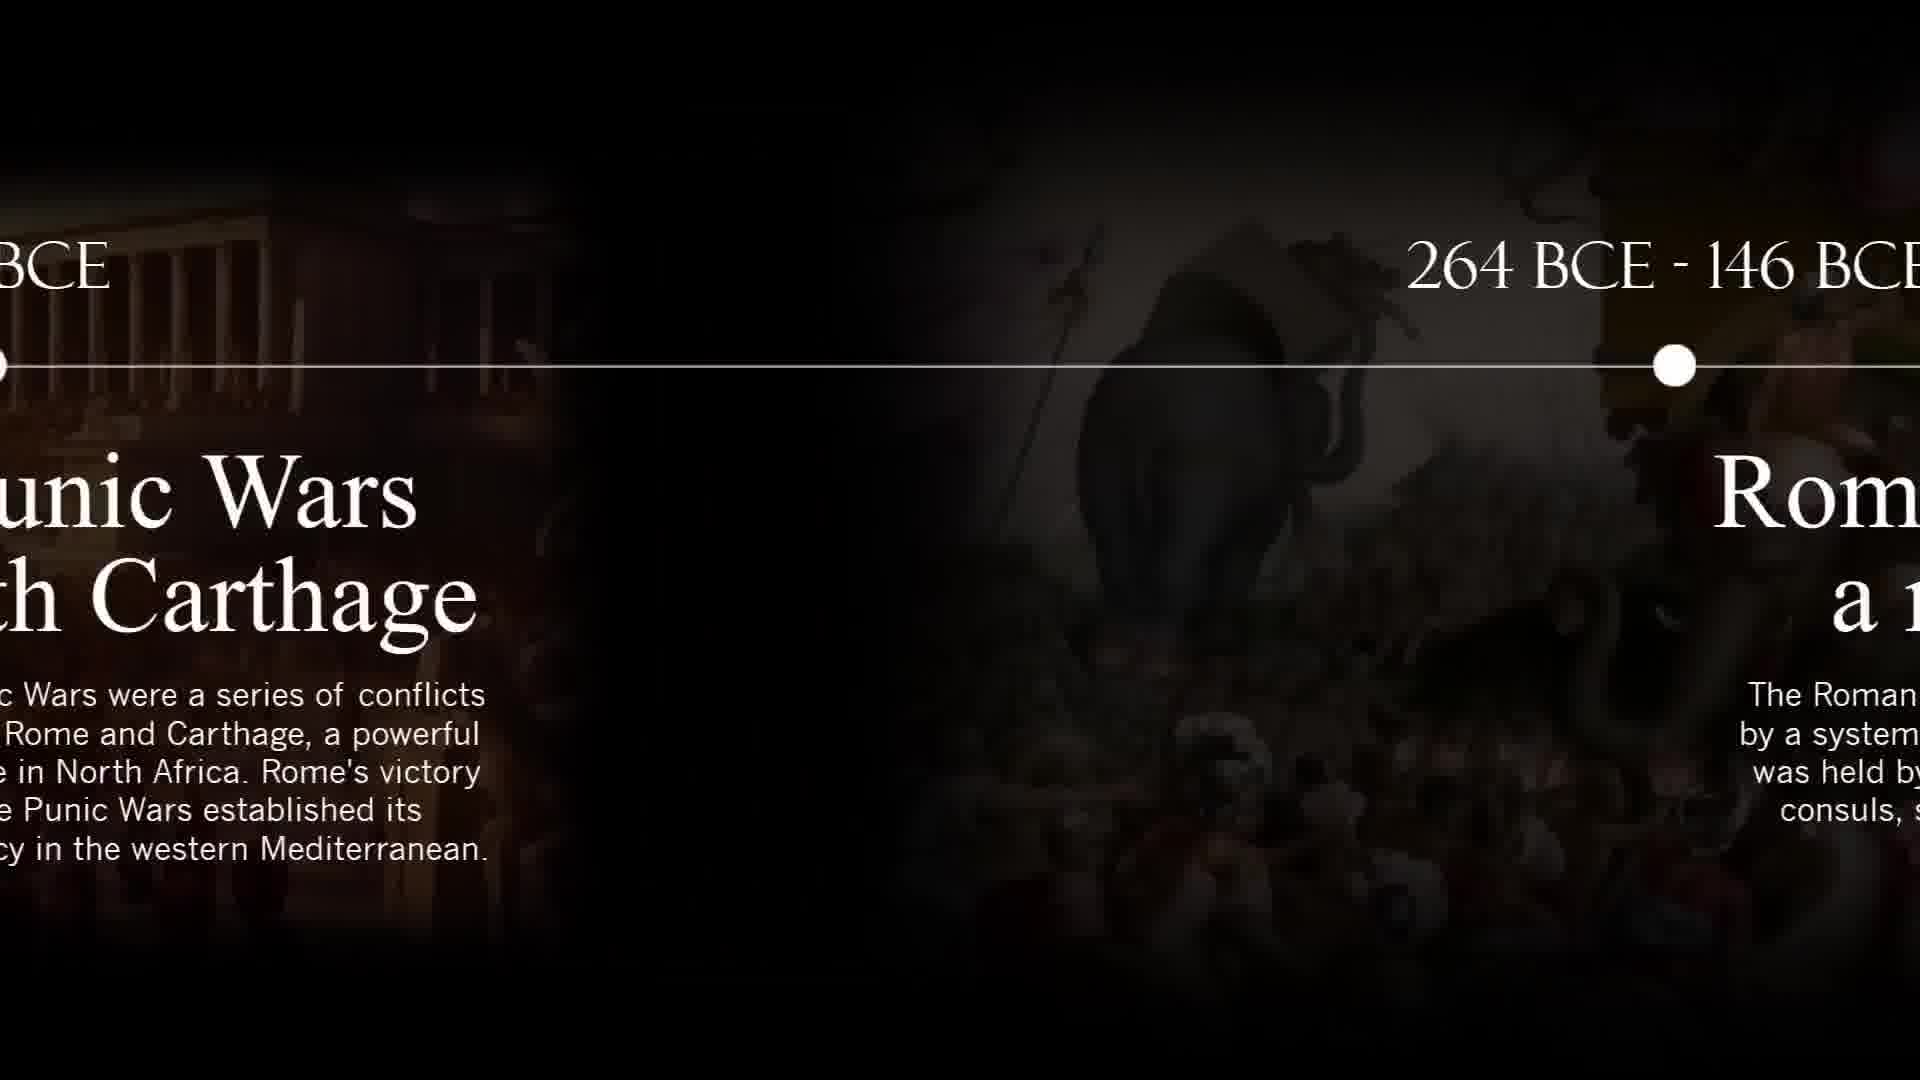 BCE
unic Wars
th Carthage
c Wars were a series of conflicts
Rome and Carthage, a powerful
e in North Africa. Rome's victory
e Punic Wars established its
cy in the western Mediterranean.
264 BCE - 146 BCE
Rom
a
The Roman
by a system
was held by
consuls, s